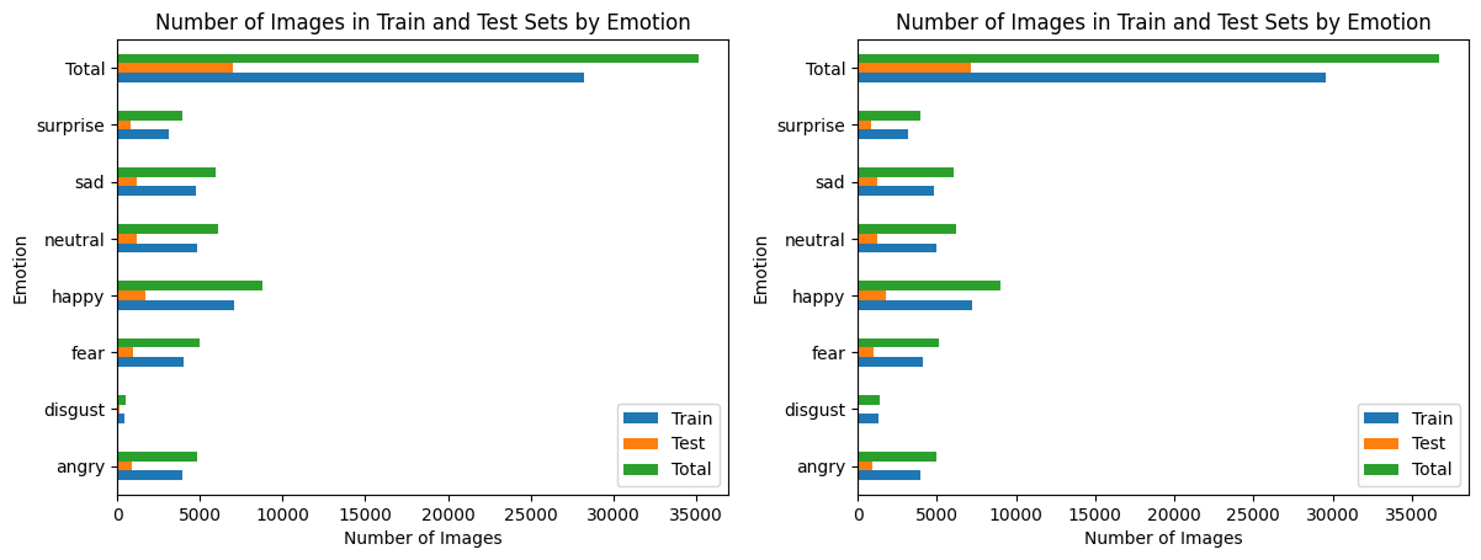 Number of Images in Train and Test Sets by Emotion
Emotion
Total
surprise
sad
neutral
happy
fear
disgust
angry
Train
Test
Total
0 5000 10000 15000 20000 25000 30000 35000
Number of Images
Number of Images in Train and Test Sets by Emotion
Emotion
Total
surprise
sad
neutral
happy
fear
disgust
angry
Train
Test
Total
0 5000 10000 15000 20000 25000 30000 35000
Number of Images